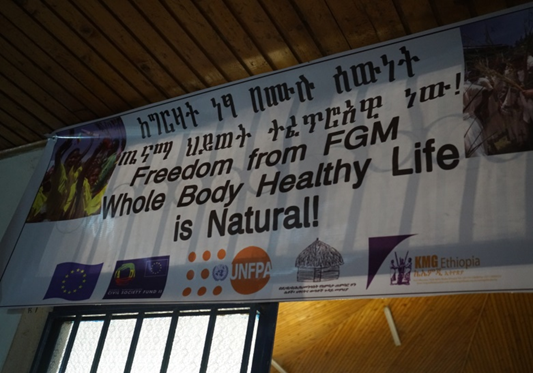 ከግርዛት ነፃ በሙሉ ሰውነት
ጤናማ ህይወት ተፈጥሮአዊ ነው!
Freedom from FGM
Whole Body Healthy Life
is Natural!
UNFPA
KMG Ethiopia